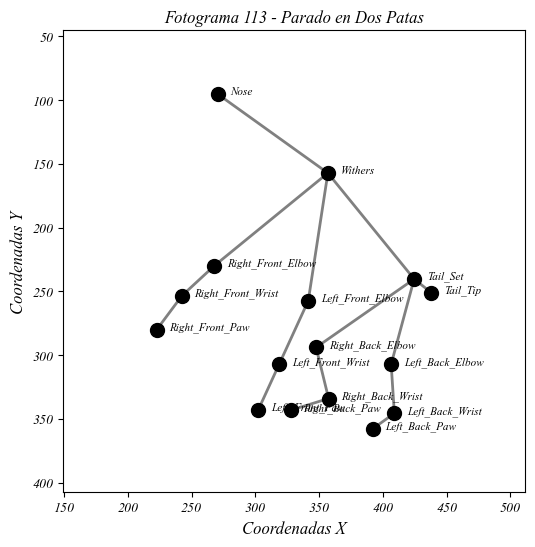 Fotograma 113 - Parado en Dos Patas
50
100
150
200
250
300
350
400
Coordenadas Y
Nose
Withers
Right_Front_Elbow
Tail_Set
Tail_Tip
Right_Front_Wrist
Left_Front_Elbow
Right_Front_Paw
Right_Back_Elbow
Left_Front_Wrist
Left_Back_Elbow
Right_Back_Wrist
Left_Front_Paw
Right_Back_Paw
Left_Back_Wrist
Left_Back_Paw
150
200
250
300
350
400
450
500
Coordenadas X